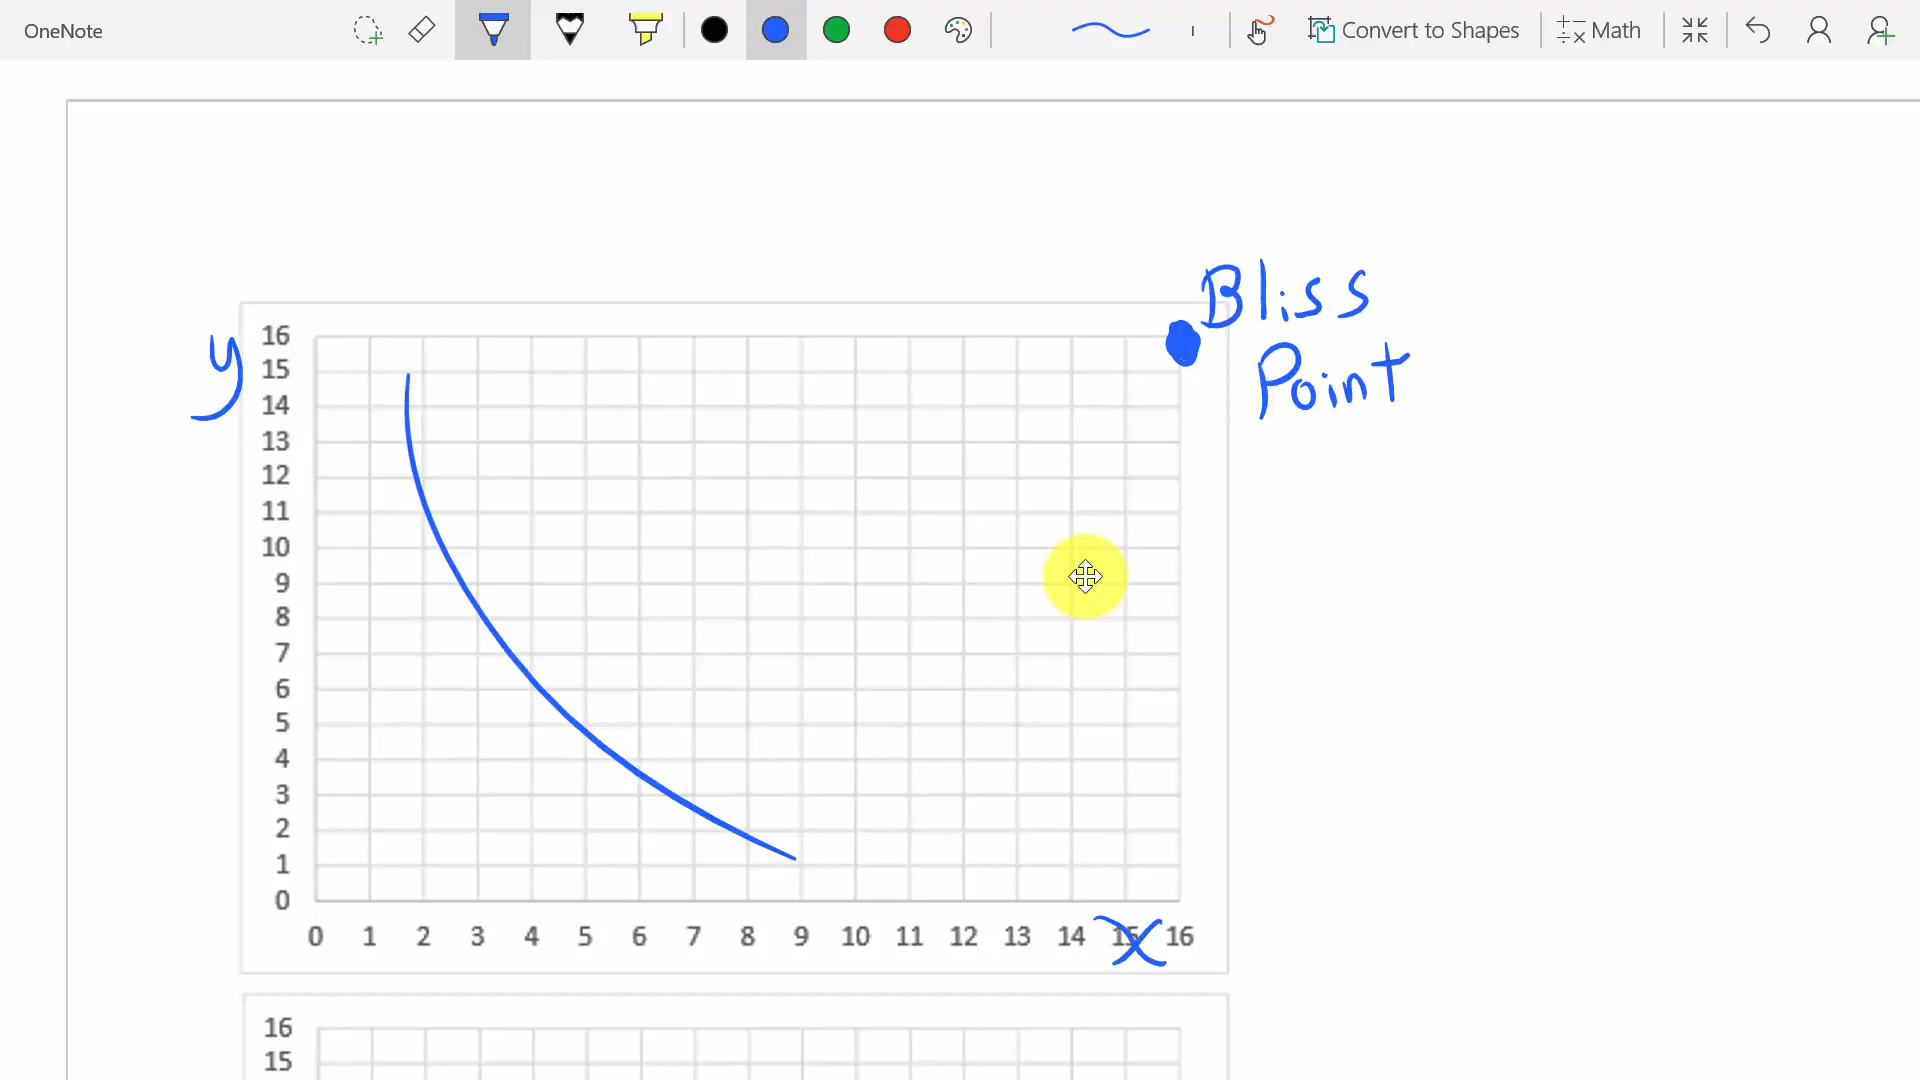 OneNote
Convert to Shapes
Math
Bliss
Point
y
16
15
14
13
12
11
10
9
8
7
6
5
4
3
2
1
0
0 1 2 3 4 5 6 7 8 9 10 11 12 13 14 15 16
x
16
15